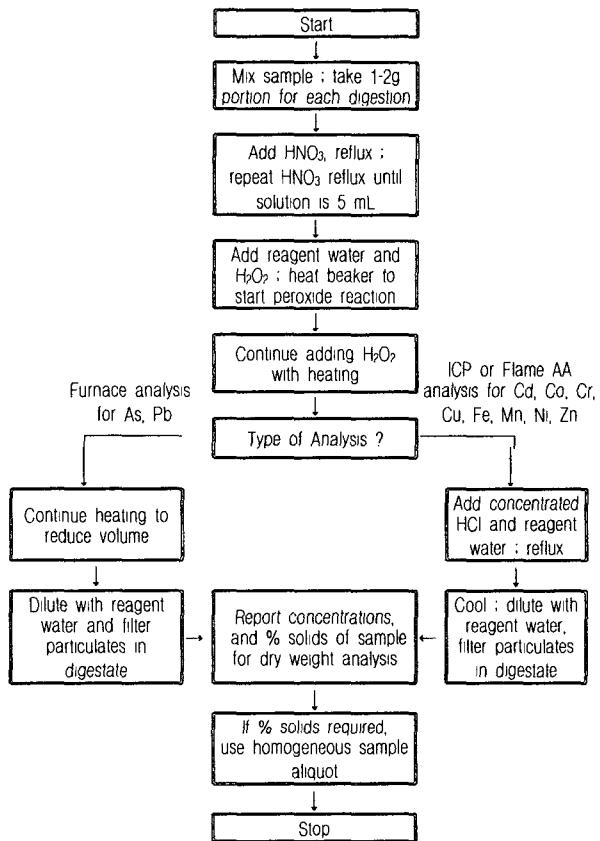 Start
Mix sample ; take 1-2g
portion for each digestion
Add HNO₃, reflux ;
repeat HNO₃ reflux until
solution is 5 mL
Add reagent water and
H₂O₂ ; heat beaker to
start peroxide reaction
Continue adding H₂O₂
with heating
Furnace analysis
for As, Pb
ICP or Flame AA
analysis for Cd, Co, Cr,
Cu, Fe, Mn, Ni, Zn
Type of Analysis ?
Continue heating to
reduce volume
Add concentrated
HCl and reagent
water ; reflux
Dilute with reagent
water and filter
particulates in
digestate
Report concentrations,
and % solids of sample
for dry weight analysis
Cool ; dilute with
reagent water,
filter particulates
in digestate
If % solids required,
use homogeneous sample
aliquot
Stop